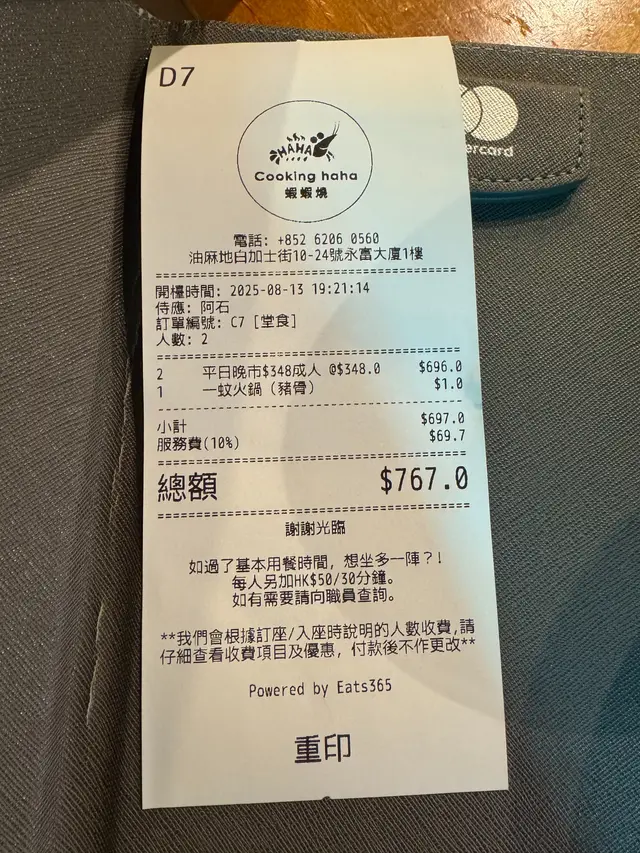 D7
HAHA
Cooking haha
蝦蝦燒
電話: +852 6206 0560
油麻地白加士街10-24號永富大廈1樓
開檯時間: 2025-08-13 19:21:14
侍應: 阿石
訂單編號: C7 [堂食]
人數: 2
2 平日晚市$348成人 @$348.0 $696.0
1 一蚊火鍋 (豬骨) $1.0
小計 $697.0
服務費(10%) $69.7
總額 $767.0
謝謝光臨
如過了基本用餐時間, 想坐多一陣?!
每人另加HK$50/30分鐘。
如有需要請向職員查詢。
**我們會根據訂座/入座時說明的人數收費,請
仔細查看收費項目及優惠, 付款後不作更改**
Powered by Eats365
重印
ercard